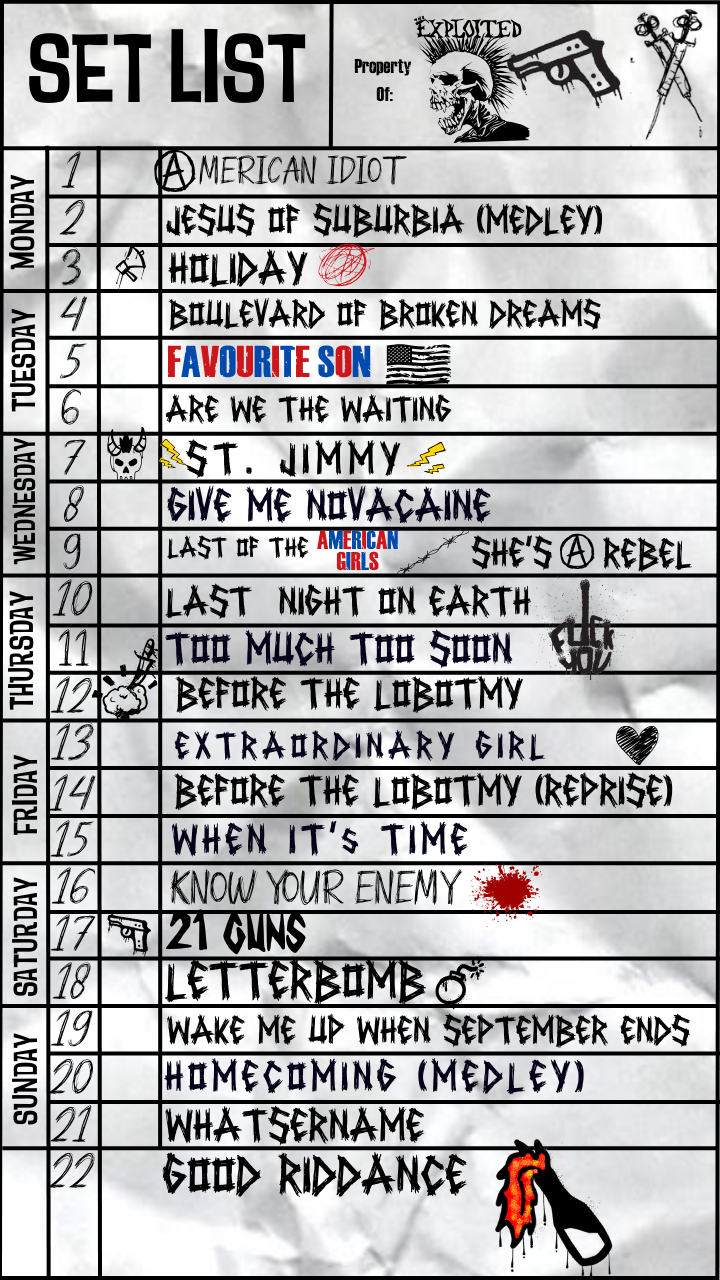 SET LIST
Property
Of:
THE EXPLOITED
MONDAY
1 AMERICAN IDIOT
2 JESUS OF SUBURBIA (MEDLEY)
3 HOLIDAY
TUESDAY
4 BOULEVARD OF BROKEN DREAMS
5 FAVOURITE SON
6 ARE WE THE WAITING
WEDNESDAY
7 ST. JIMMY
8 GIVE ME NOVACAINE
9 LAST OF THE AMERICAN GIRLS SHE'S A REBEL
THURSDAY
10 LAST NIGHT ON EARTH
FUCK YOU
11 TOO MUCH TOO SOON
12 BEFORE THE LOBOTMY
FRIDAY
13 EXTRAORDINARY GIRL
14 BEFORE THE LOBOTMY (REPRISE)
15 WHEN IT's TIME
SATURDAY
16 KNOW YOUR ENEMY
17 21 GUNS
18 LETTERBOMB
SUNDAY
19 WAKE ME UP WHEN SEPTEMBER ENDS
20 HOMECOMING (MEDLEY)
21 WHATSERNAME
22 GOOD RIDDANCE